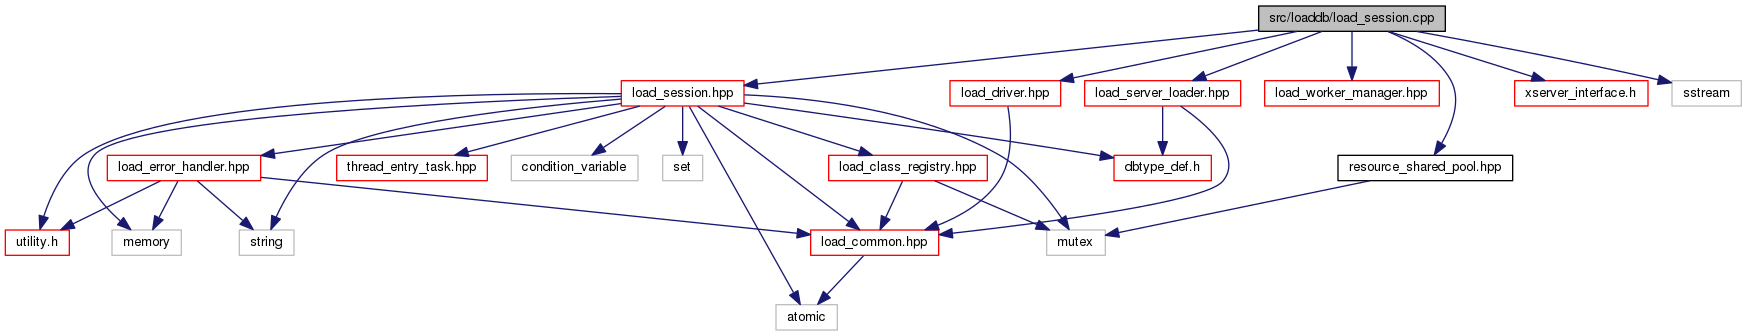 src/loaddb/load_session.cpp
load_session.hpp
load_driver.hpp
load_server_loader.hpp
load_worker_manager.hpp
xserver_interface.h
sstream
load_error_handler.hpp
thread_entry_task.hpp
condition_variable
set
load_class_registry.hpp
dbtype_def.h
resource_shared_pool.hpp
utility.h
memory
string
load_common.hpp
mutex
atomic